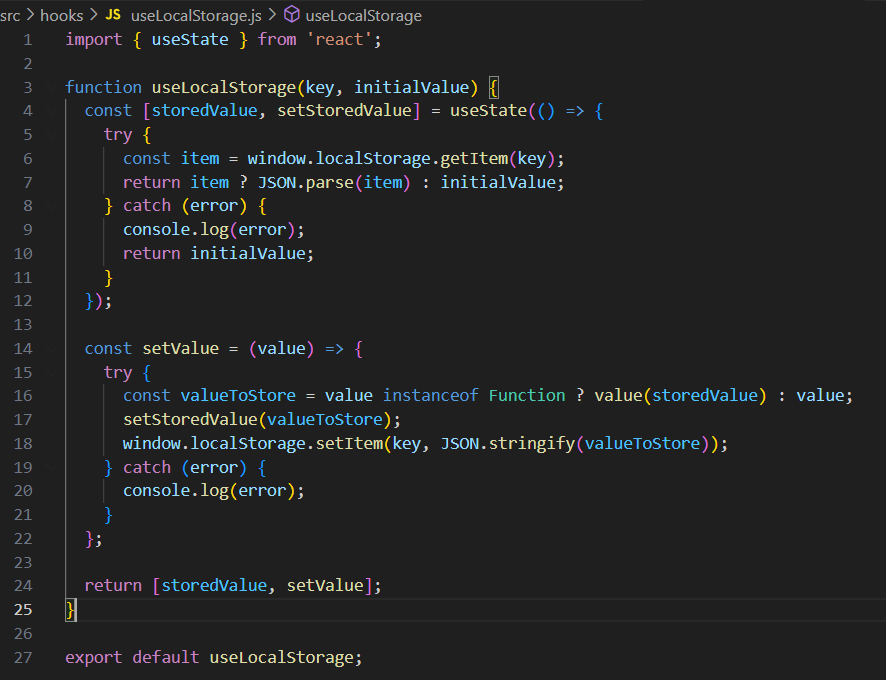 src > hooks > JS useLocalStorage.js > useLocalStorage
1 import { useState } from 'react';
2
3 function useLocalStorage(key, initialValue) {
4   const [storedValue, setStoredValue] = useState(() => {
5     try {
6       const item = window.localStorage.getItem(key);
7       return item ? JSON.parse(item) : initialValue;
8     } catch (error) {
9       console.log(error);
10       return initialValue;
11     }
12   });
13
14   const setValue = (value) => {
15     try {
16       const valueToStore = value instanceof Function ? value(storedValue) : value;
17       setStoredValue(valueToStore);
18       window.localStorage.setItem(key, JSON.stringify(valueToStore));
19     } catch (error) {
20       console.log(error);
21     }
22   };
23
24   return [storedValue, setValue];
25 }
26
27 export default useLocalStorage;